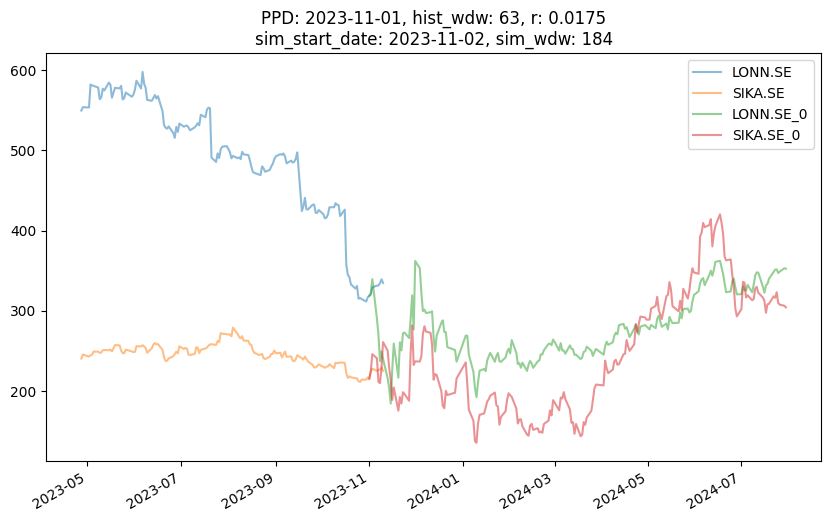 PPD: 2023-11-01, hist_wdw: 63, r: 0.0175
sim_start_date: 2023-11-02, sim_wdw: 184
LONN.SE
SIKA.SE
LONN.SE_0
SIKA.SE_0
600
500
400
300
200
2023-05
2023-07
2023-09
2023-11
2024-01
2024-03
2024-05
2024-07